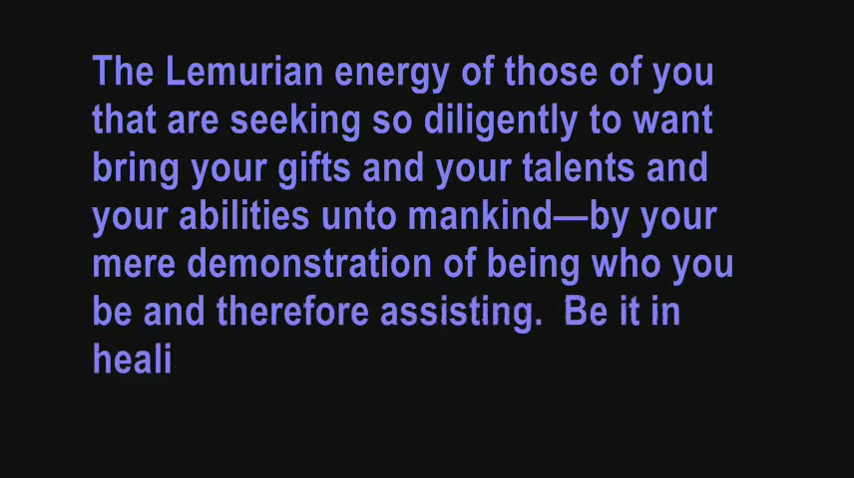 The Lemurian energy of those of you
that are seeking so diligently to want
bring your gifts and your talents and
your abilities unto mankind—by your
mere demonstration of being who you
be and therefore assisting.  Be it in
heali